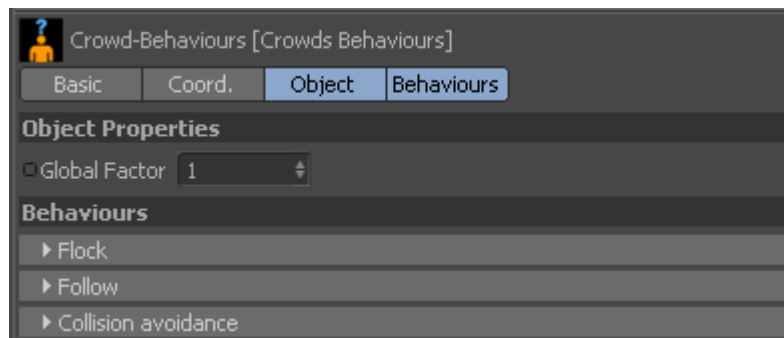 Crowd-Behaviours [Crowds Behaviours]
Basic Coord. Object Behaviours
Object Properties
Global Factor 1
Behaviours
Flock
Follow
Collision avoidance